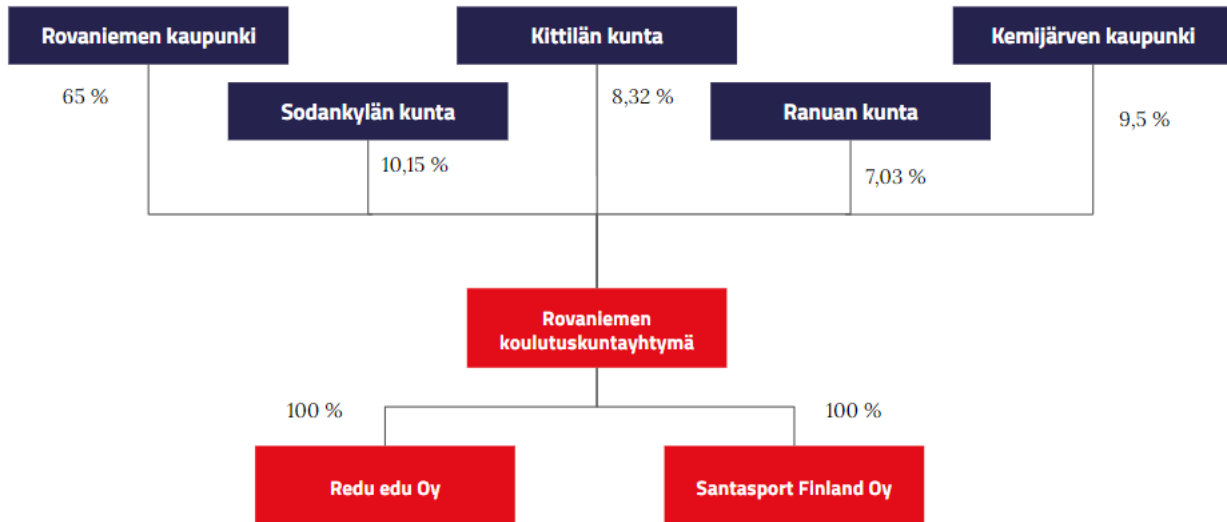 Rovaniemen kaupunki
Kittilän kunta
Kemijärven kaupunki
65 %
8,32 %
9,5 %
Sodankylän kunta
Ranuan kunta
10,15 %
7,03 %
Rovaniemen
koulutuskuntayhtymä
100 %
100 %
Redu edu Oy
Santasport Finland Oy